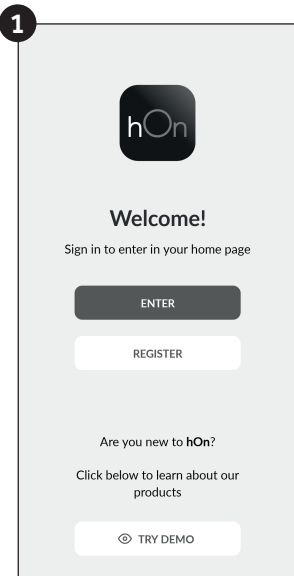 1
hOn
Welcome!
Sign in to enter in your home page
ENTER
REGISTER
Are you new to hOn?
Click below to learn about our
products
TRY DEMO